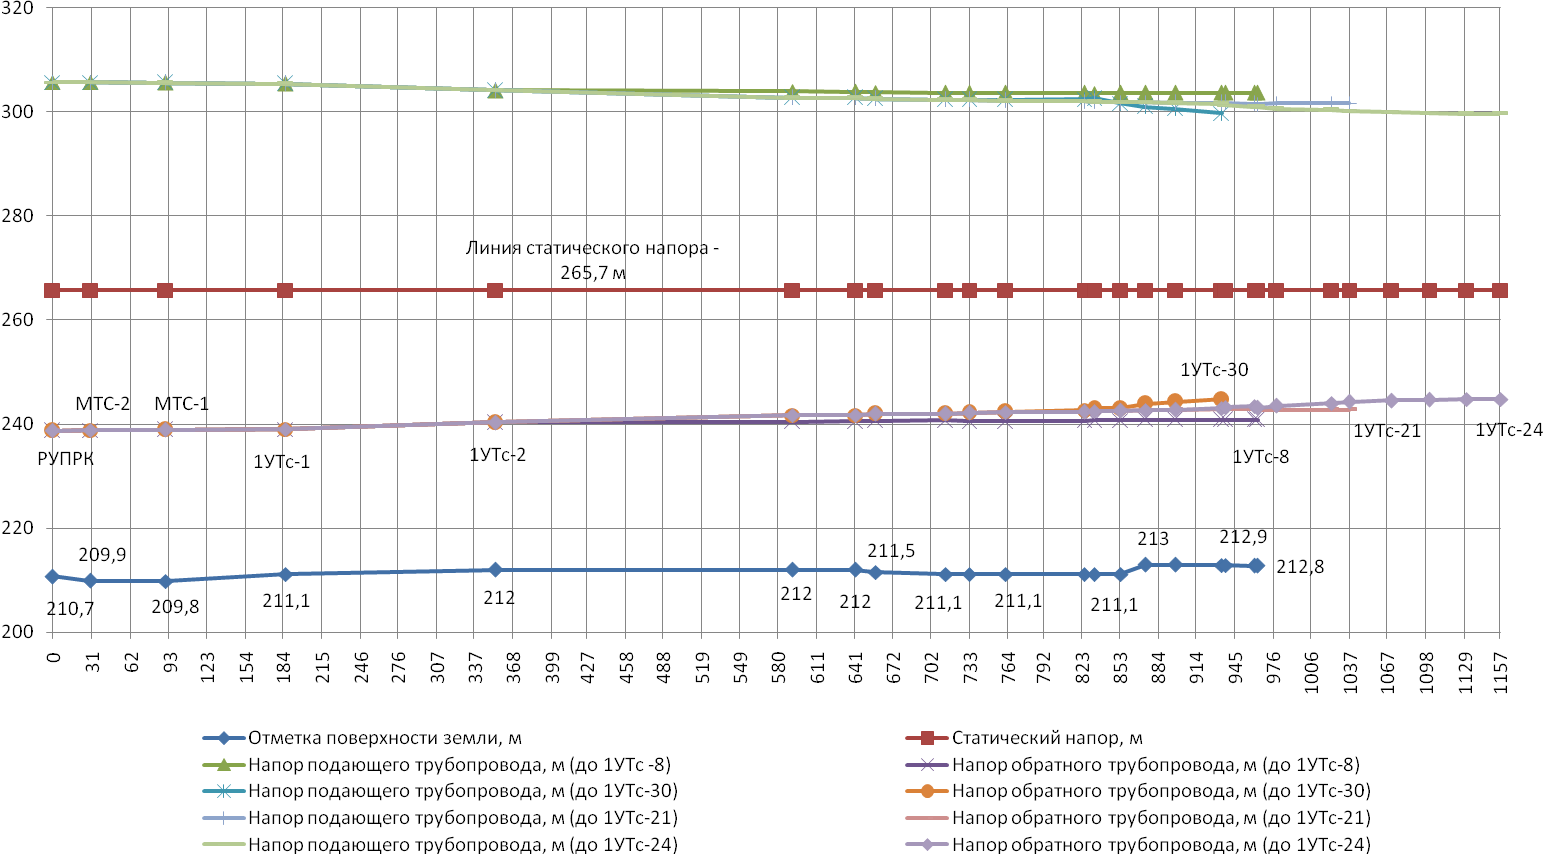 320
300
280
Линия статического напора -
265,7 м
260
1УТс-30
МТС-2 МТС-1
240
РУПРК 1УТс-1 1УТс-2 1УТс-8 1УТс-21 1УТс-24
220
209,9 211,5 213 212,9
210,7 209,8 211,1 212 212 212 211,1 211,1 211,1 212,8
200
0 31 62 93 123 154 184 215 246 276 307 337 368 399 427 458 488 519 549 580 611 641 672 702 733 764 792 823 853 884 914 945 976 1006 1037 1067 1098 1129 1157
Отметка поверхности земли, м
Статический напор, м
Напор подающего трубопровода, м (до 1УТс -8)
Напор обратного трубопровода, м (до 1УТс-8)
Напор подающего трубопровода, м (до 1УТс-30)
Напор обратного трубопровода, м (до 1УТс-30)
Напор подающего трубопровода, м (до 1УТс-21)
Напор обратного трубопровода, м (до 1УТс-21)
Напор подающего трубопровода, м (до 1УТс-24)
Напор обратного трубопровода, м (до 1УТс-24)